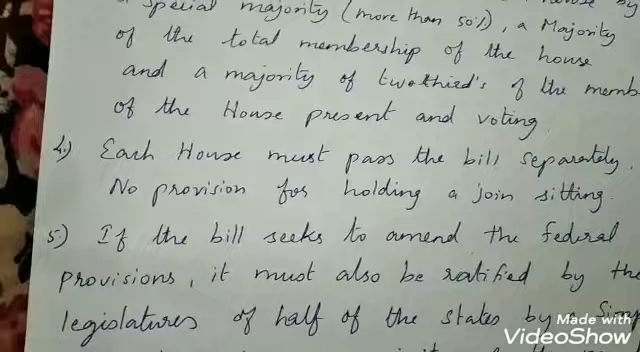 a special majority (more than 50%), a Majority
of the total membership of the house
and a majority of two thied's of the memb
of the House present and voting.
4.) Each House must pass the bill separately.
No provision for holding a join sitting.
5) If the bill seeks to amend the federal
provisions, it must also be ratified by the
legislatures of half of the states by a
Made with
VideoShow